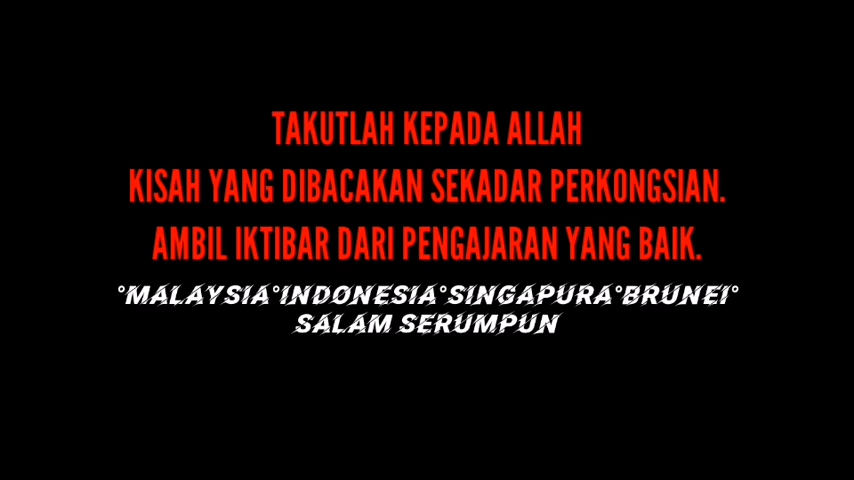 TAKUTLAH KEPADA ALLAH
KISAH YANG DIBACAKAN SEKADAR PERKONGSIAN.
AMBIL IKTIBAR DARI PENGAJARAN YANG BAIK.
°MALAYSIA°INDONESIA°SINGAPURA°BRUNEI°
SALAM SERUMPUN